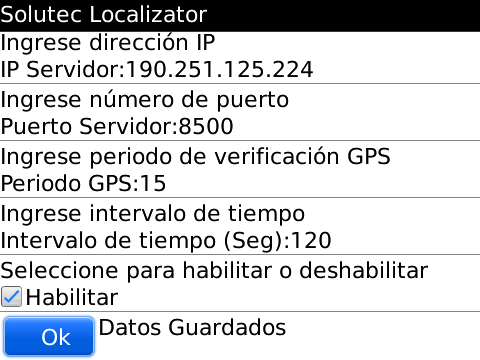 Solutec Localizator
Ingrese dirección IP
IP Servidor:190.251.125.224
Ingrese número de puerto
Puerto Servidor:8500
Ingrese periodo de verificación GPS
Periodo GPS:15
Ingrese intervalo de tiempo
Intervalo de tiempo (Seg):120
Seleccione para habilitar o deshabilitar
Habilitar
Ok Datos Guardados